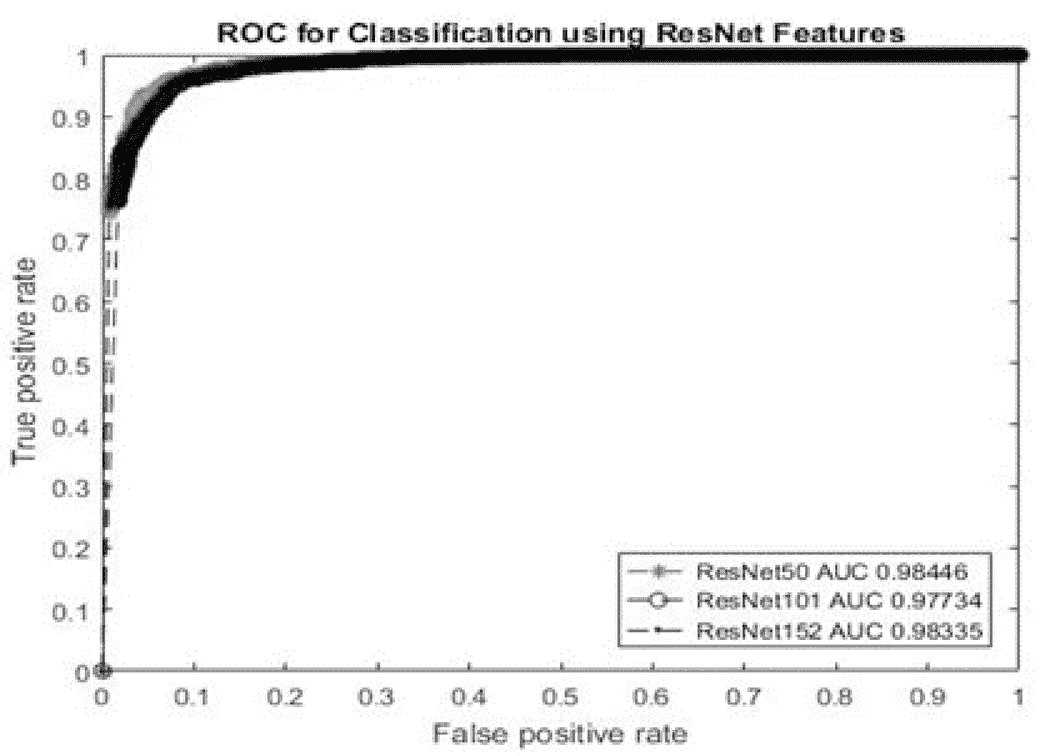 ROC for Classification using ResNet Features
1
0.9
0.8
0.7
0.6
0.5
0.4
0.3
0.2
0.1
0
True positive rate
ResNet50 AUC 0.98446
ResNet101 AUC 0.97734
ResNet152 AUC 0.98335
0 0.1 0.2 0.3 0.4 0.5 0.6 0.7 0.8 0.9 1
False positive rate